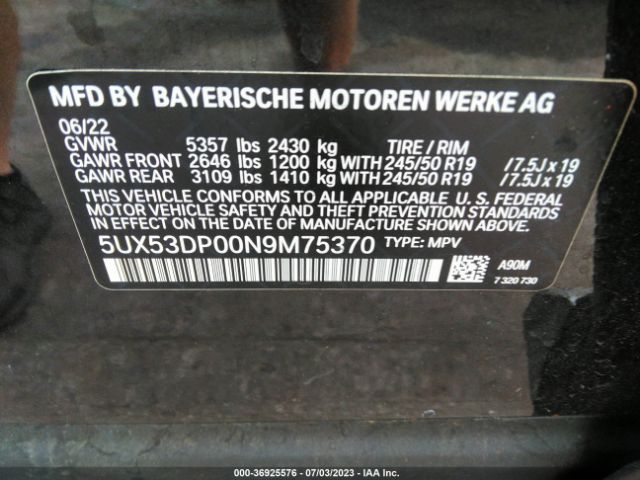 MFD BY BAYERISCHE MOTOREN WERKE AG
06/22
GVWR 5357 lbs 2430 kg TIRE / RIM
GAWR FRONT 2646 lbs 1200 kg WITH 245/50 R19 / 7.5J x 19
GAWR REAR 3109 lbs 1410 kg WITH 245/50 R19 / 7.5J x 19
THIS VEHICLE CONFORMS TO ALL APPLICABLE U. S. FEDERAL
MOTOR VEHICLE SAFETY AND THEFT PREVENTION STANDARDS
IN EFFECT ON THE DATE OF MANUFACTURE SHOWN ABOVE.
5UX53DP00N9M75370 TYPE: MPV
A90M
7 320 730
000-36925576 - 07/03/2023 - IAA Inc.